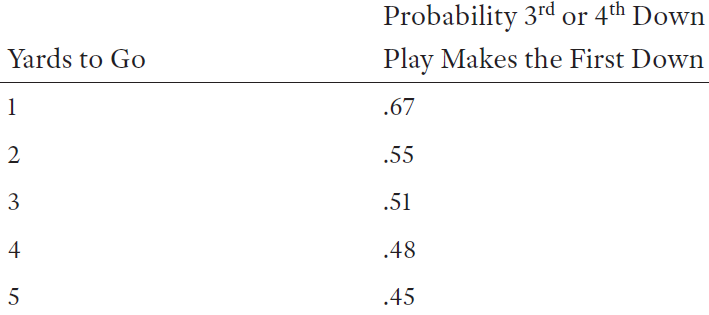 Probability 3rd or 4th Down
Yards to Go Play Makes the First Down
1 .67
2 .55
3 .51
4 .48
5 .45